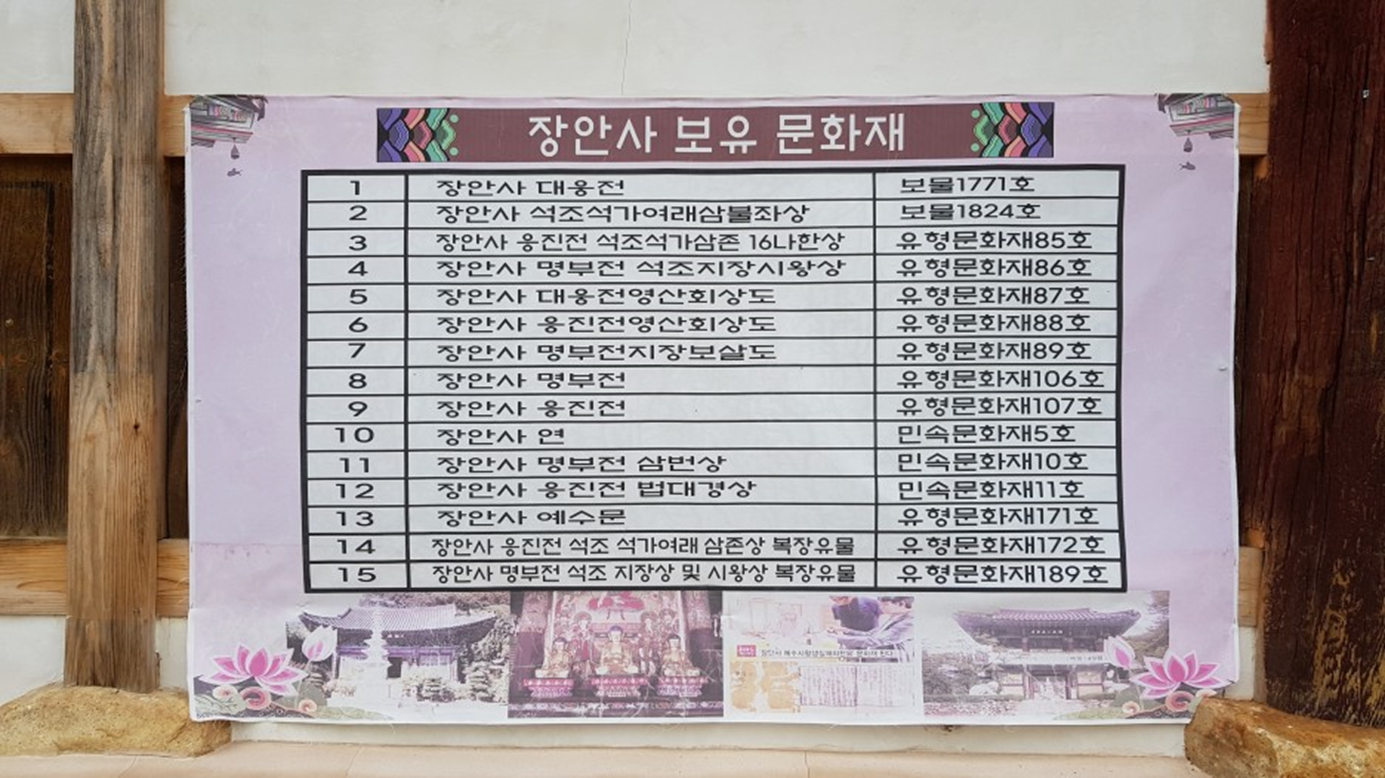 장안사 보유 문화재
1 장안사 대웅전 보물1771호
2 장안사 석조석가여래삼불좌상 보물1824호
3 장안사 응진전 석조석가삼존 16나한상 유형문화재85호
4 장안사 명부전 석조지장시왕상 유형문화재86호
5 장안사 대웅전영산회상도 유형문화재87호
6 장안사 응진전영산회상도 유형문화재88호
7 장안사 명부전지장보살도 유형문화재89호
8 장안사 명부전 유형문화재106호
9 장안사 응진전 유형문화재107호
10 장안사 연 민속문화재5호
11 장안사 명부전 삼번상 민속문화재10호
12 장안사 응진전 법대경상 민속문화재11호
13 장안사 예수문 유형문화재171호
14 장안사 응진전 석조 석가여래 삼존상 복장유물 유형문화재172호
15 장안사 명부전 석조 지장상 및 시왕상 복장유물 유형문화재189호